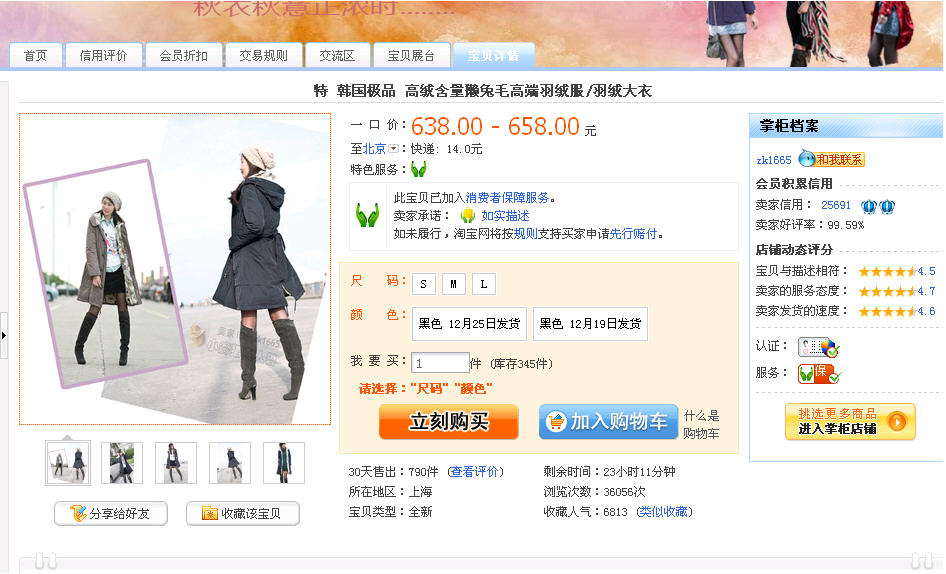 秋衣秋意正浓时........
首页 信用评价 会员折扣 交易规则 交流区 宝贝展台 宝贝详情
特 韩国极品 高绒含量獭兔毛高端羽绒服/羽绒大衣
一 口 价：638.00 - 658.00 元
至北京 ：快递: 14.0元
特色服务：
此宝贝已加入消费者保障服务。
卖家承诺： 如实描述
如未履行，淘宝网将按规则支持买家申请先行赔付。
尺 码： S M L
颜 色： 黑色 12月25日发货 黑色 12月19日发货
我 要 买： 1 件 (库存345件)
请选择："尺码" "颜色"
立刻购买 加入购物车 什么是
购物车
30天售出：790件 (查看评价) 剩余时间：23小时11分钟
所在地区：上海 浏览次数：36056次
宝贝类型：全新 收藏人气：6813 (类似收藏)
分享给好友 收藏该宝贝
掌柜档案
zk1665 和我联系
会员积累信用
卖家信用： 25691
卖家好评率：99.59%
店铺动态评分
宝贝与描述相符： 4.5
卖家的服务态度： 4.7
卖家发货的速度： 4.6
认证：
服务： 保
挑选更多商品
进入掌柜店铺